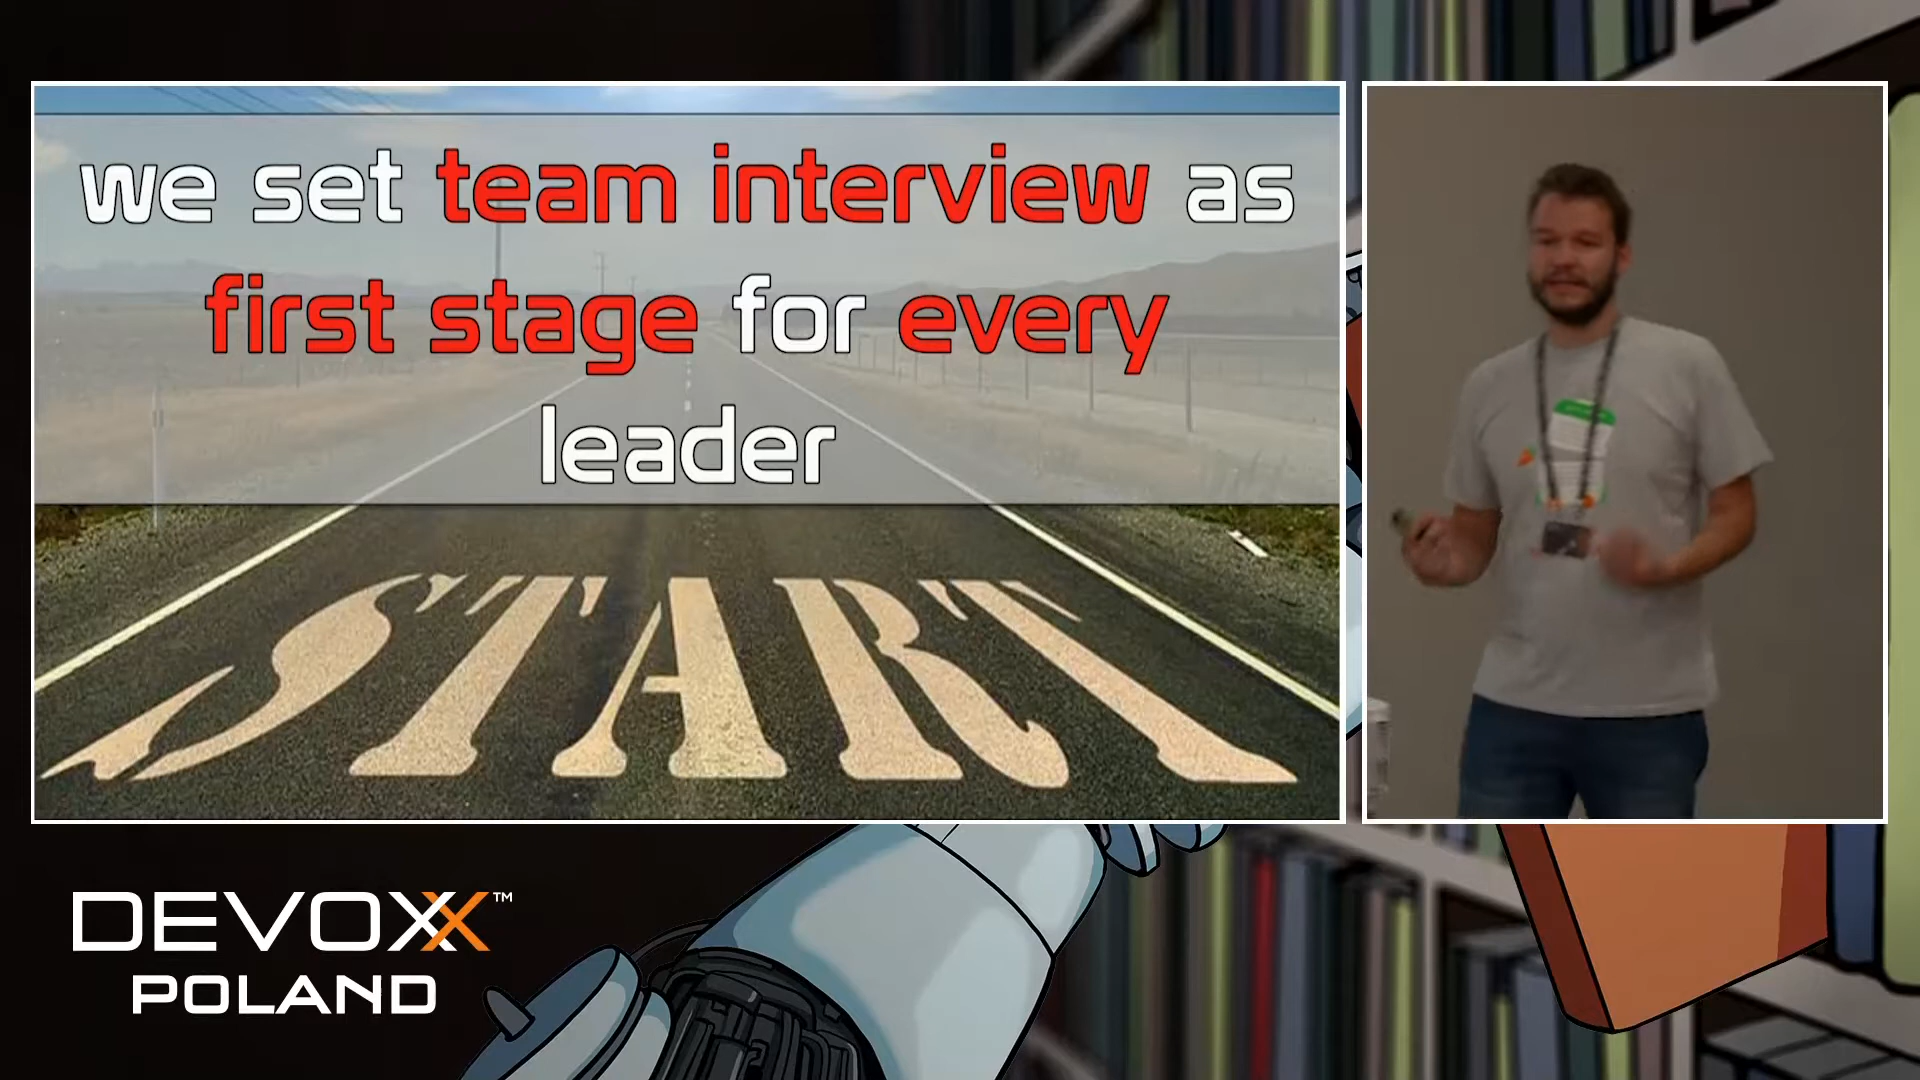 we set team interview as
first stage for every
leader
START
DEVOXX™
POLAND